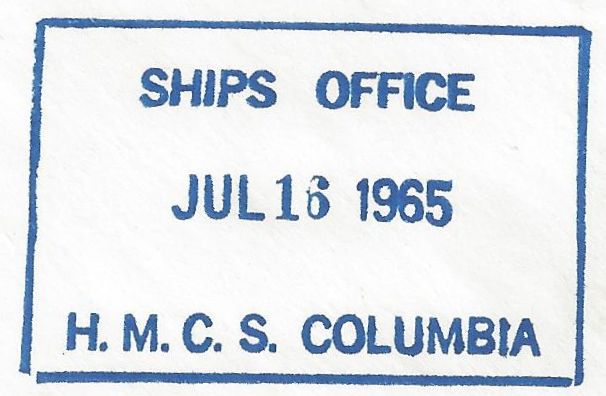 SHIPS OFFICE
JUL 16 1965
H. M. C. S. COLUMBIA